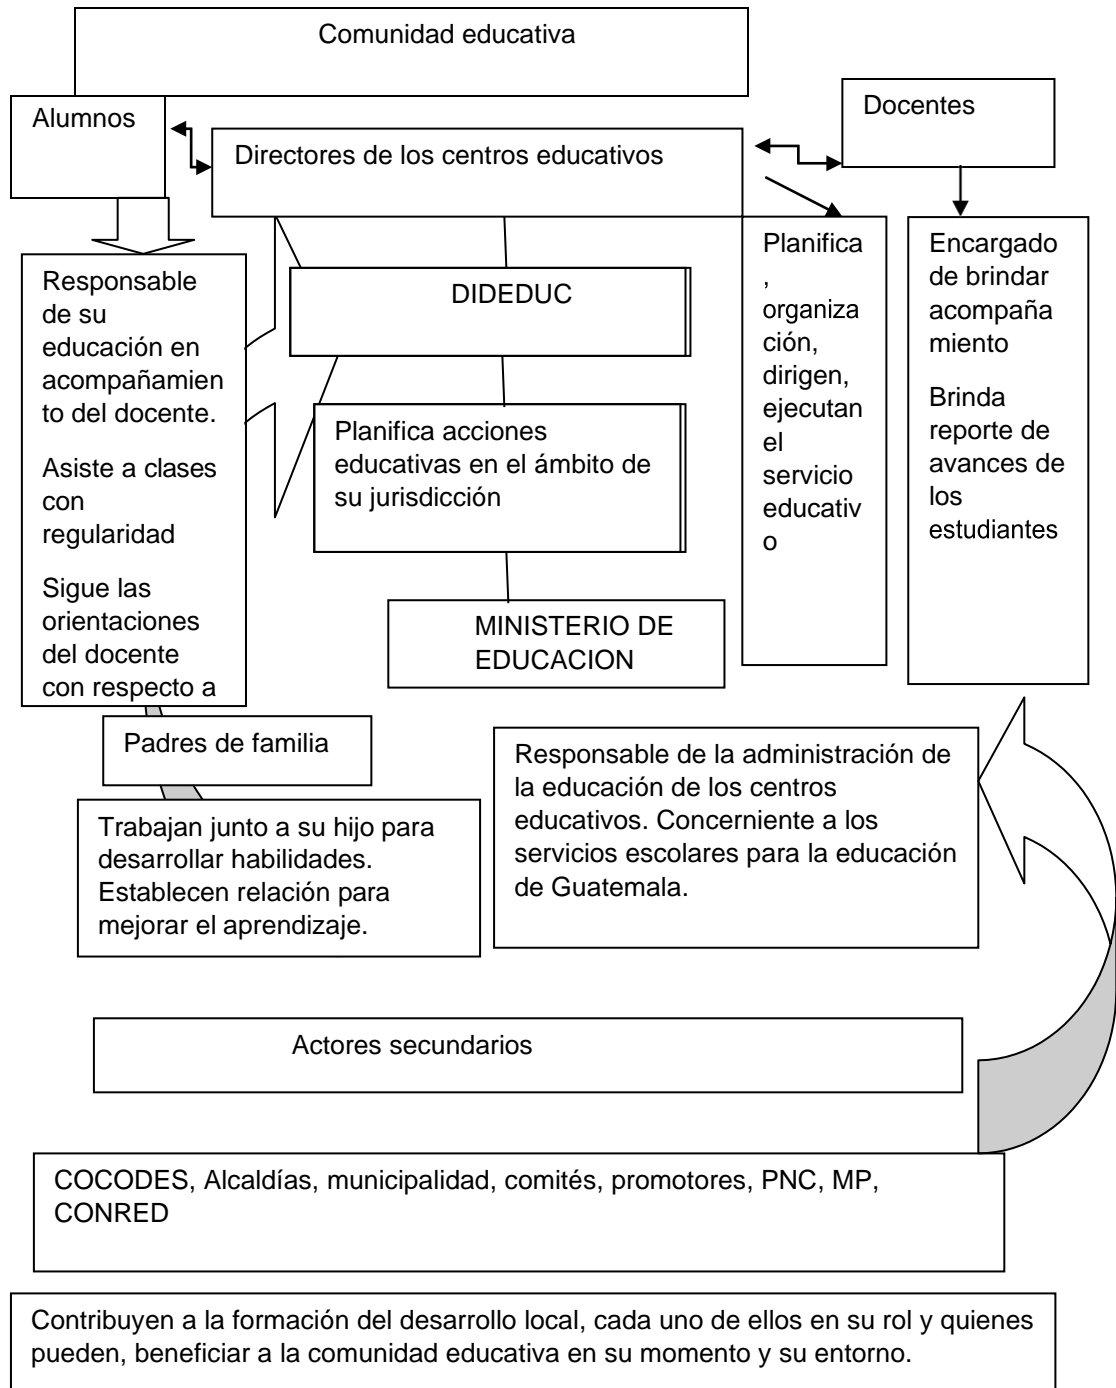 Comunidad educativa
Alumnos
Docentes
Directores de los centros educativos
Responsable
de su
educación en
acompañamien
to del docente.
Asiste a clases
con
regularidad
Sigue las
orientaciones
del docente
con respecto a
DIDEDUC
Planifica acciones
educativas en el ámbito de
su jurisdicción
MINISTERIO DE
EDUCACION
Planifica
,
organiza
ción,
dirigen,
ejecutan
el
servicio
educativ
o
Encargado
de brindar
acompaña
miento
Brinda
reporte de
avances de
los
estudiantes
Padres de familia
Trabajan junto a su hijo para
desarrollar habilidades.
Establecen relación para
mejorar el aprendizaje.
Responsable de la administración de
la educación de los centros
educativos. Concerniente a los
servicios escolares para la educación
de Guatemala.
Actores secundarios
COCODES, Alcaldías, municipalidad, comités, promotores, PNC, MP,
CONRED
Contribuyen a la formación del desarrollo local, cada uno de ellos en su rol y quienes
pueden, beneficiar a la comunidad educativa en su momento y su entorno.